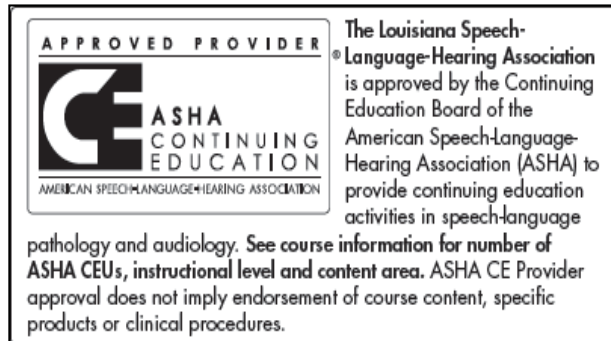 APPROVED PROVIDER
CE
ASHA
CONTINUING
EDUCATION
AMERICAN SPEECH-LANGUAGE-HEARING ASSOCIATION
®
The Louisiana Speech-
Language-Hearing Association
is approved by the Continuing
Education Board of the
American Speech-Language-
Hearing Association (ASHA) to
provide continuing education
activities in speech-language
pathology and audiology. See course information for number of
ASHA CEUs, instructional level and content area. ASHA CE Provider
approval does not imply endorsement of course content, specific
products or clinical procedures.